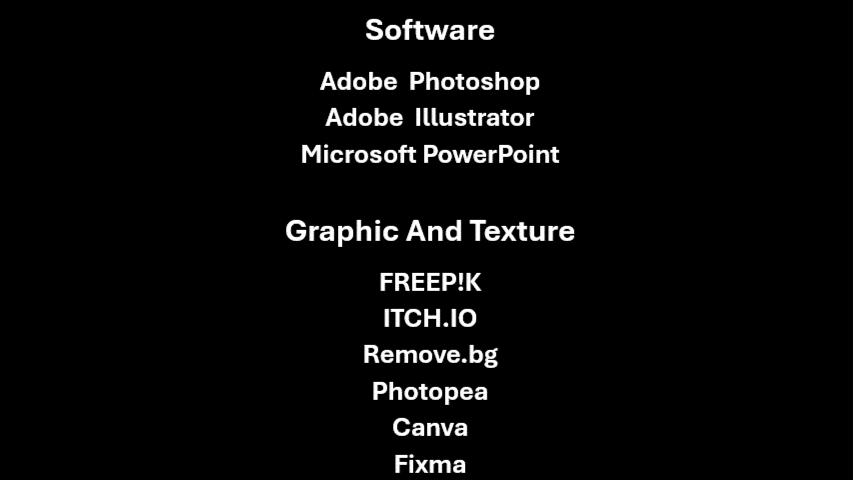 Software
Adobe Photoshop
Adobe Illustrator
Microsoft PowerPoint
Graphic And Texture
FREEP!K
ITCH.IO
Remove.bg
Photopea
Canva
Fixma